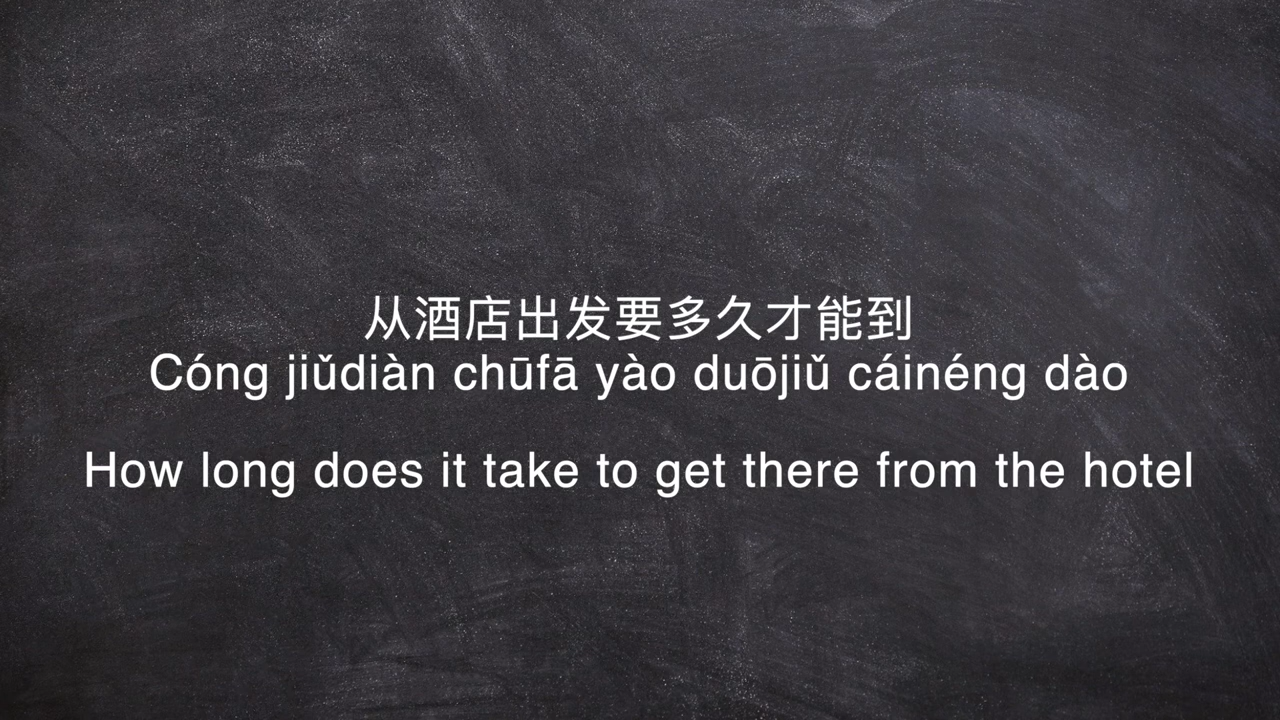 从酒店出发要多久才能到
Cóng jiǔdiàn chūfā yào duōjiǔ cáinéng dào
How long does it take to get there from the hotel